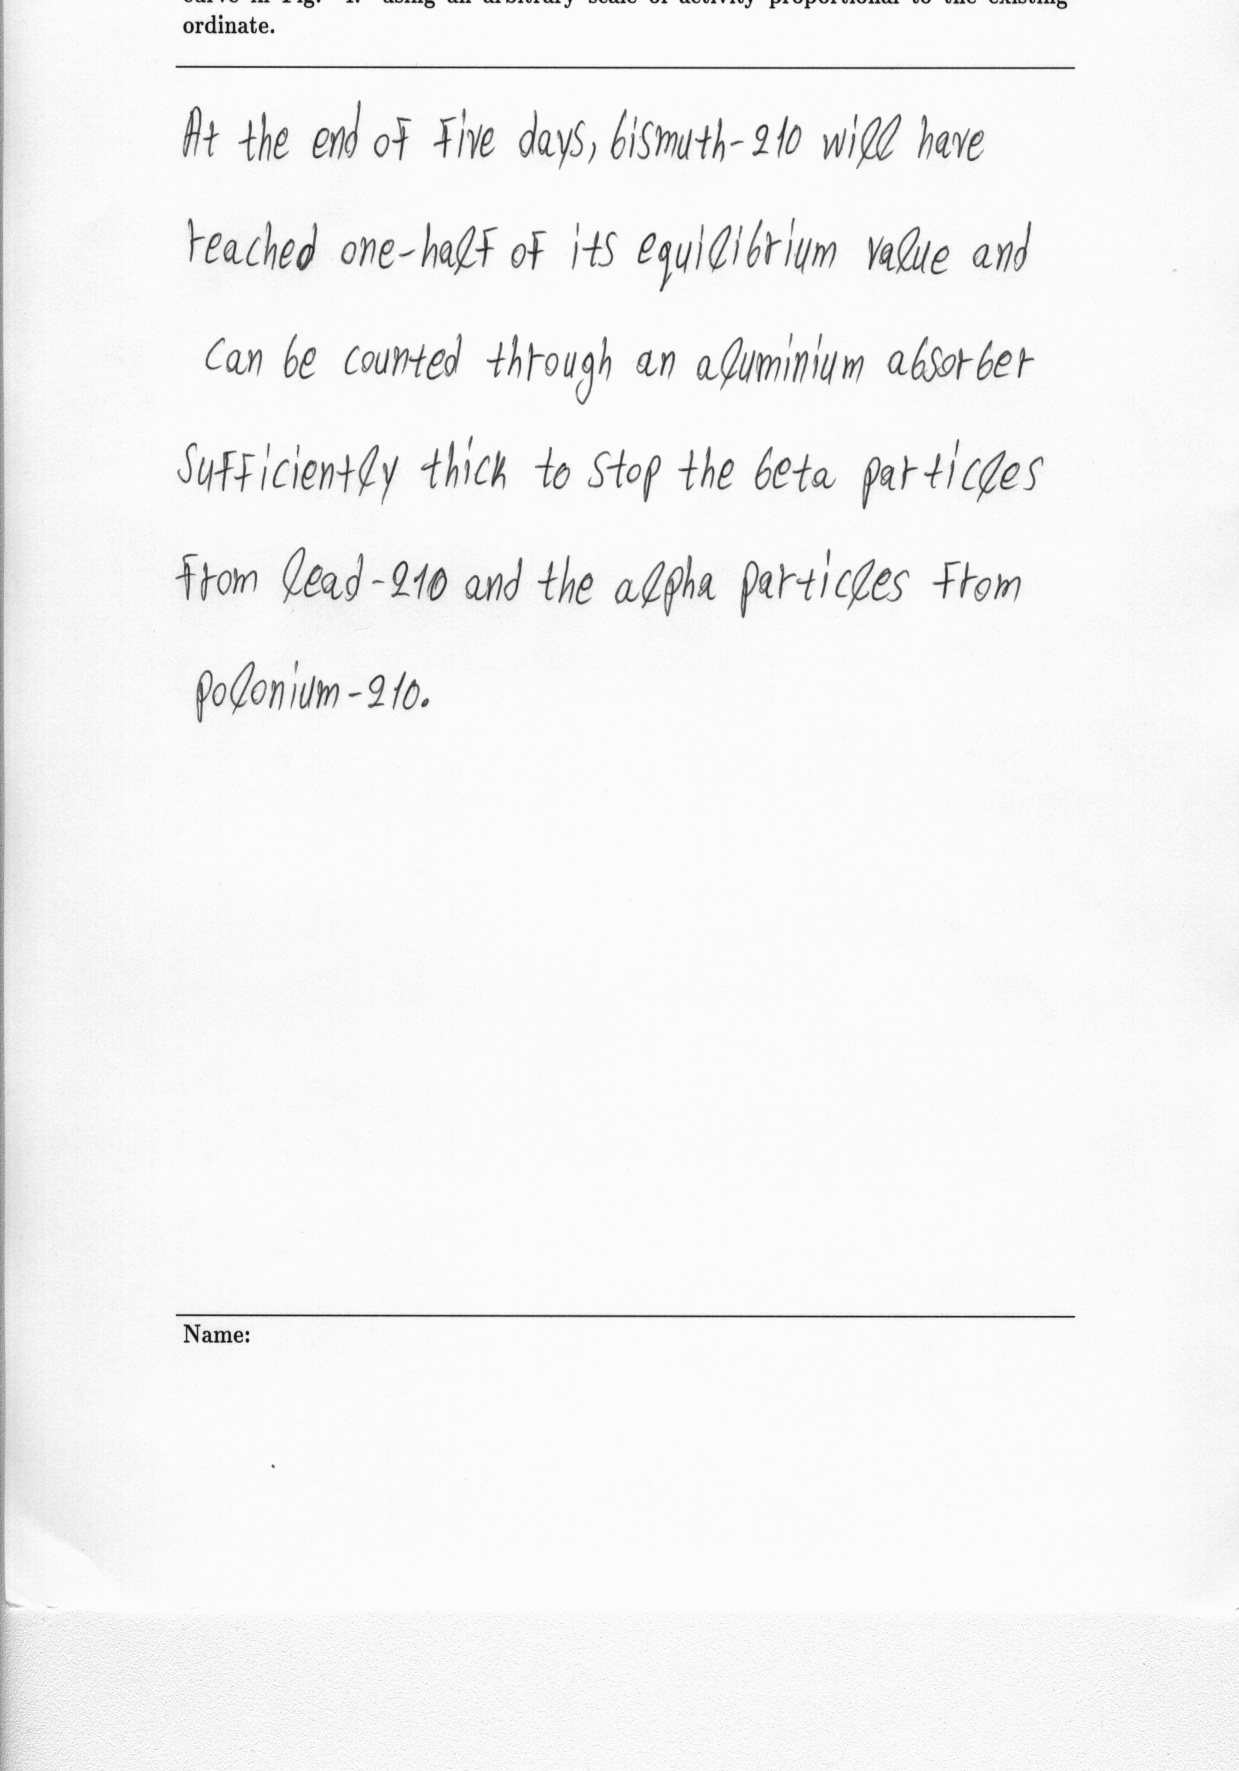 curve in Fig. 4. using an arbitrary scale of activity proportional to the existing
ordinate.
At the end of five days, bismuth-210 will have
reached one-half of its equilibrium value and
can be counted through an aluminium absorber
sufficiently thick to stop the beta particles
from lead-210 and the alpha particles from
polonium-210.
Name: